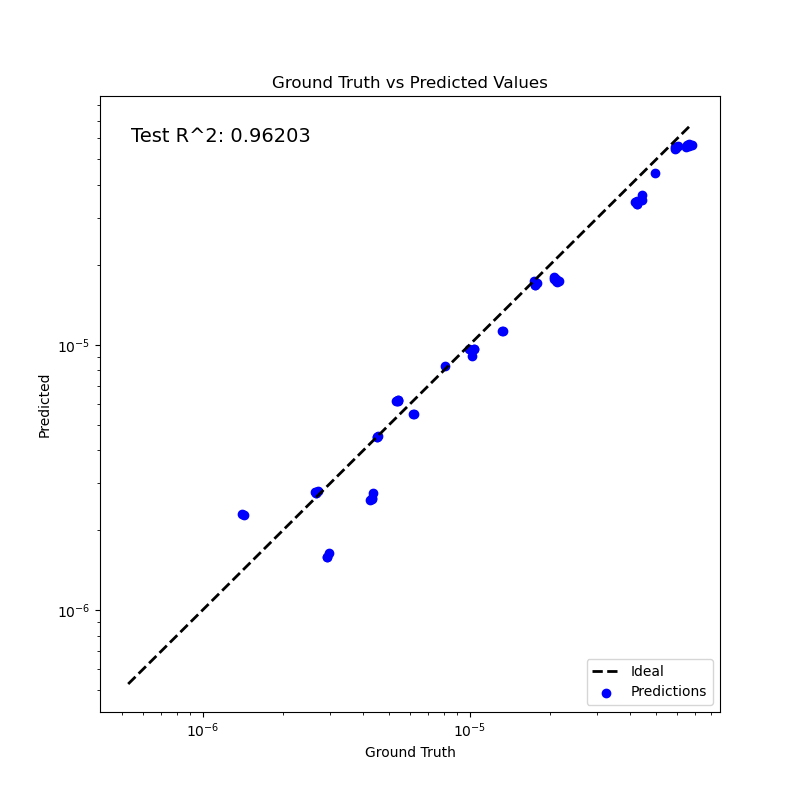 Ground Truth vs Predicted Values
Test R^2: 0.96203
Predicted
10⁻⁵
10⁻⁶
Ideal
Predictions
10⁻⁶
10⁻⁵
Ground Truth